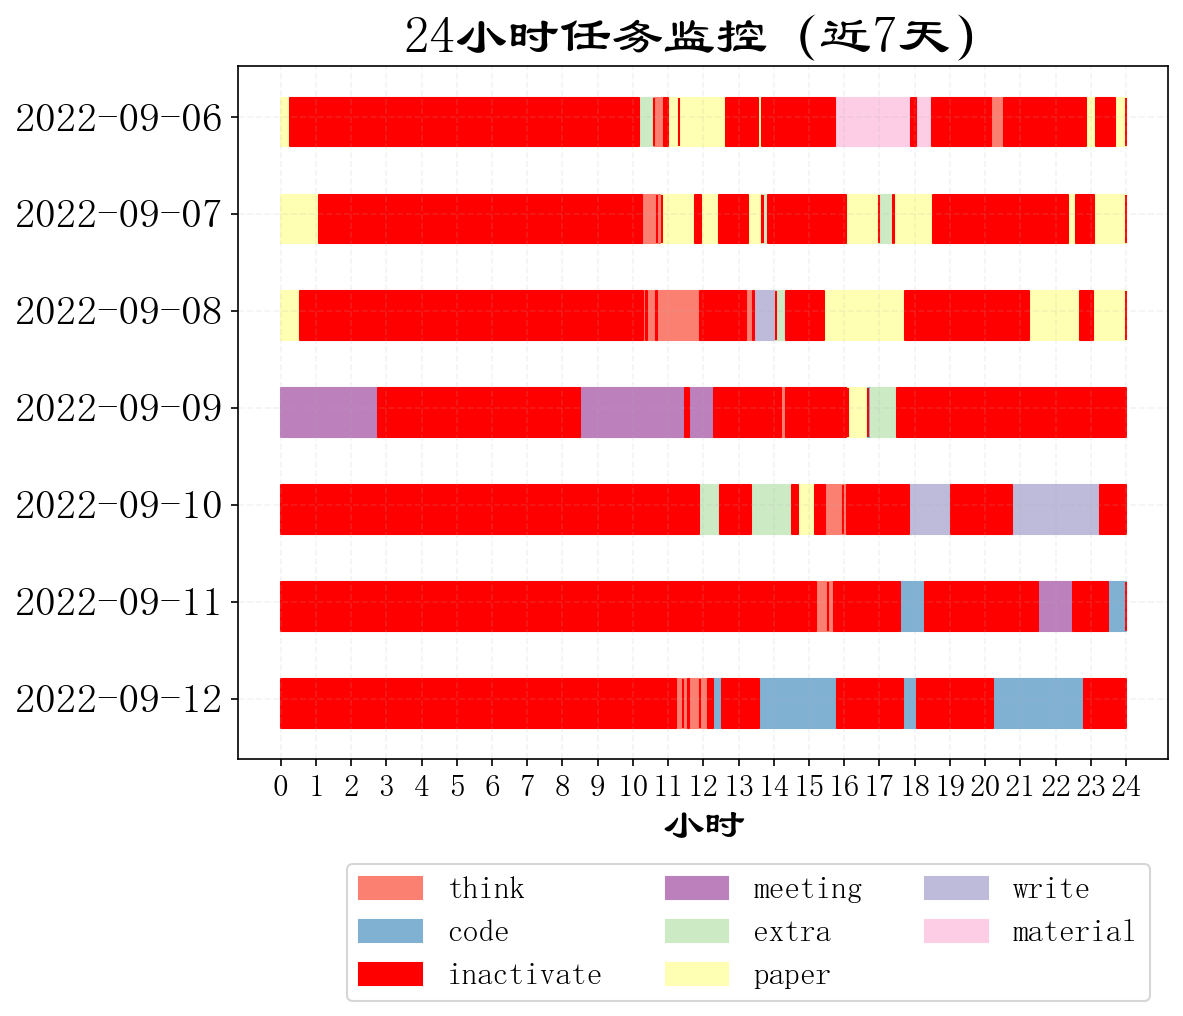 24小时任务监控 (近7天)
2022-09-06
2022-09-07
2022-09-08
2022-09-09
2022-09-10
2022-09-11
2022-09-12
0 1 2 3 4 5 6 7 8 9 10 11 12 13 14 15 16 17 18 19 20 21 22 23 24
小时
think meeting write
code extra material
inactivate paper